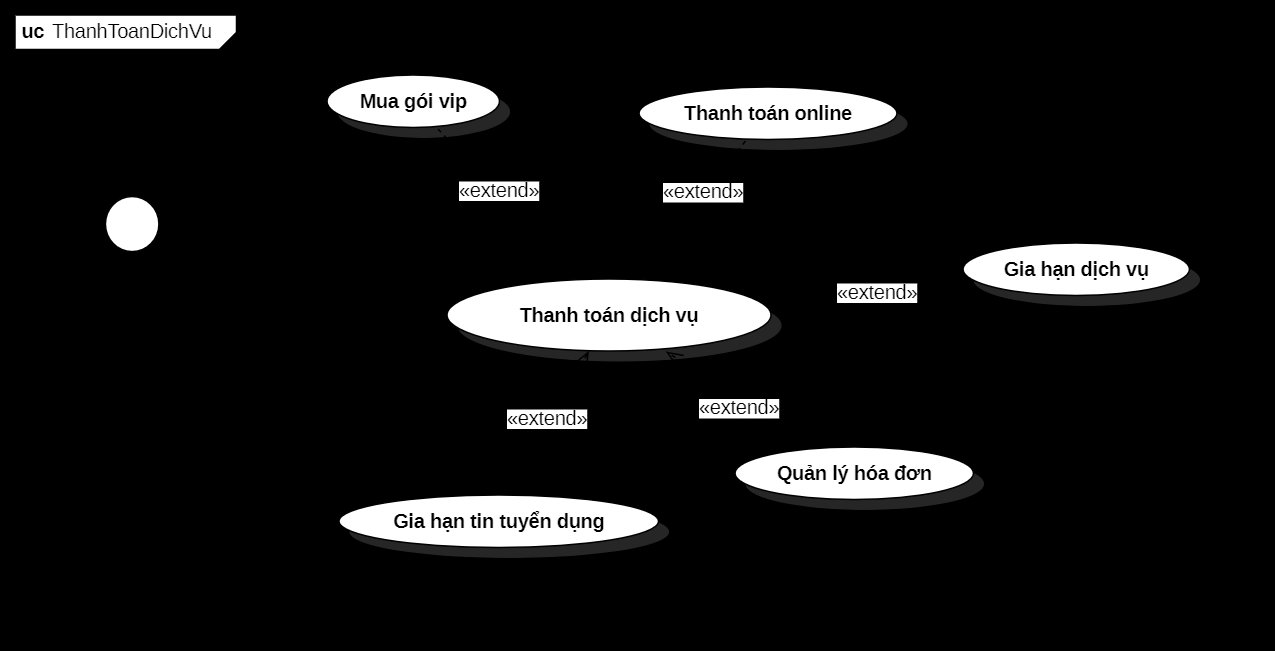 uc ThanhToanDichVu
Mua gói vip
Thanh toán online
«extend»
«extend»
Gia hạn dịch vụ
«extend»
Thanh toán dịch vụ
«extend»
«extend»
Quản lý hóa đơn
Gia hạn tin tuyển dụng